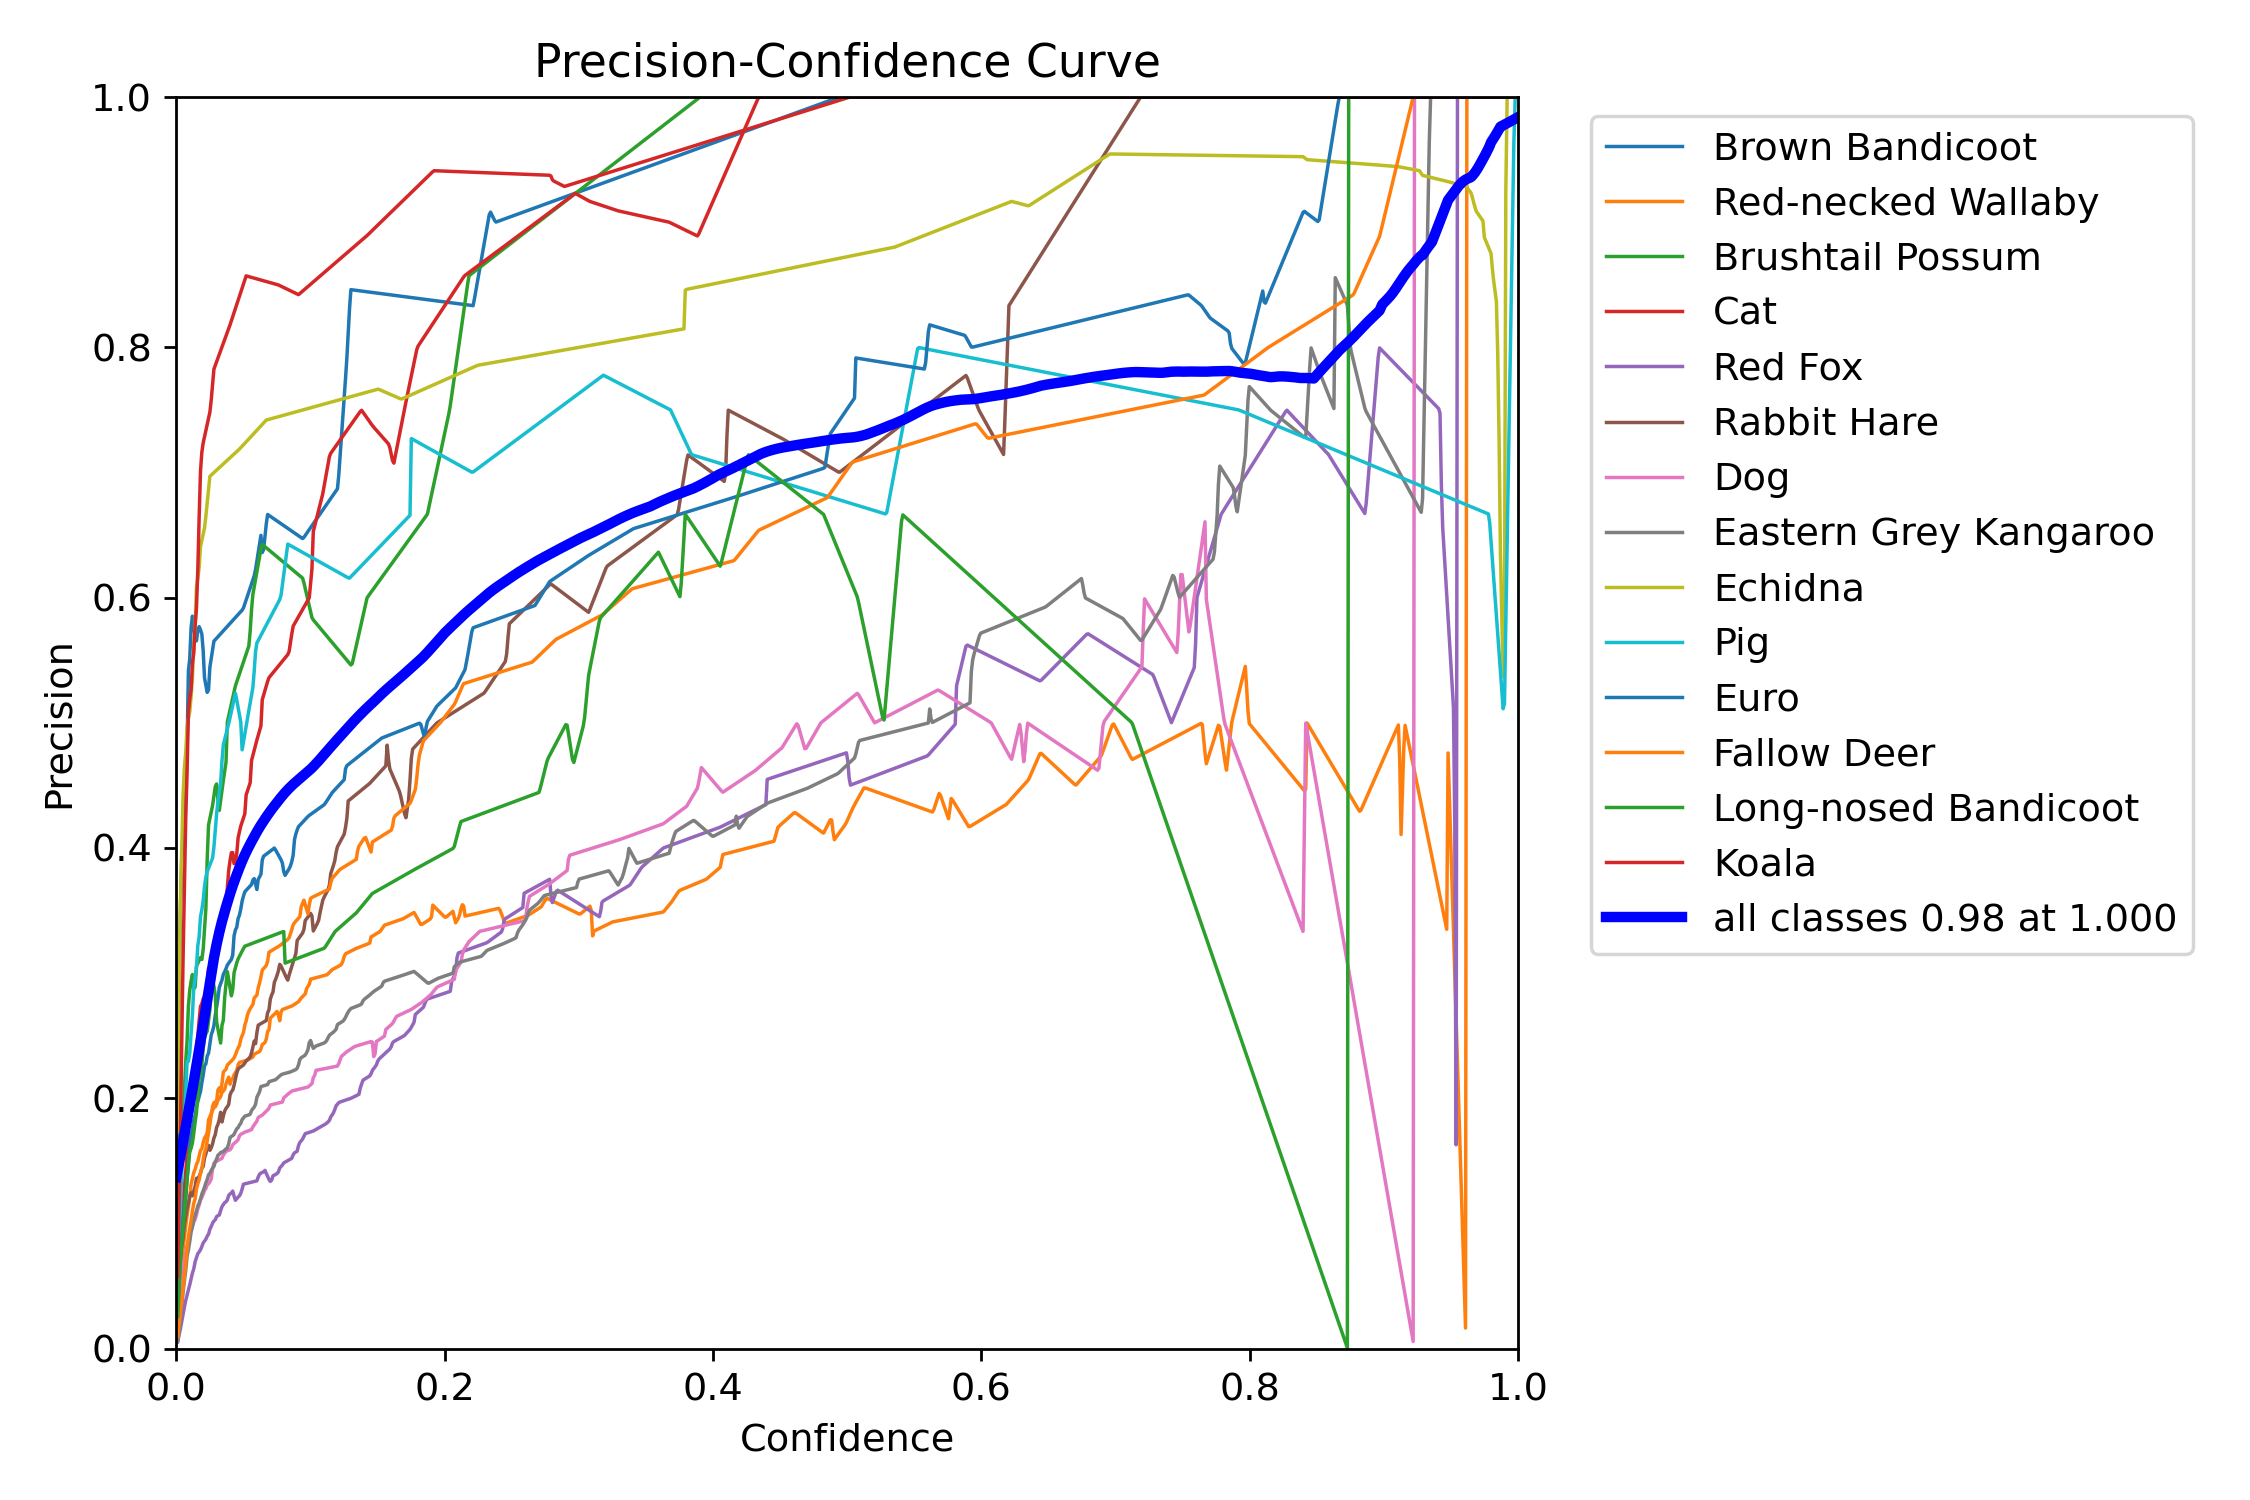 Precision-Confidence Curve
1.0
0.8
0.6
0.4
0.2
0.0
Precision
0.0 0.2 0.4 0.6 0.8 1.0
Confidence
Brown Bandicoot
Red-necked Wallaby
Brushtail Possum
Cat
Red Fox
Rabbit Hare
Dog
Eastern Grey Kangaroo
Echidna
Pig
Euro
Fallow Deer
Long-nosed Bandicoot
Koala
all classes 0.98 at 1.000